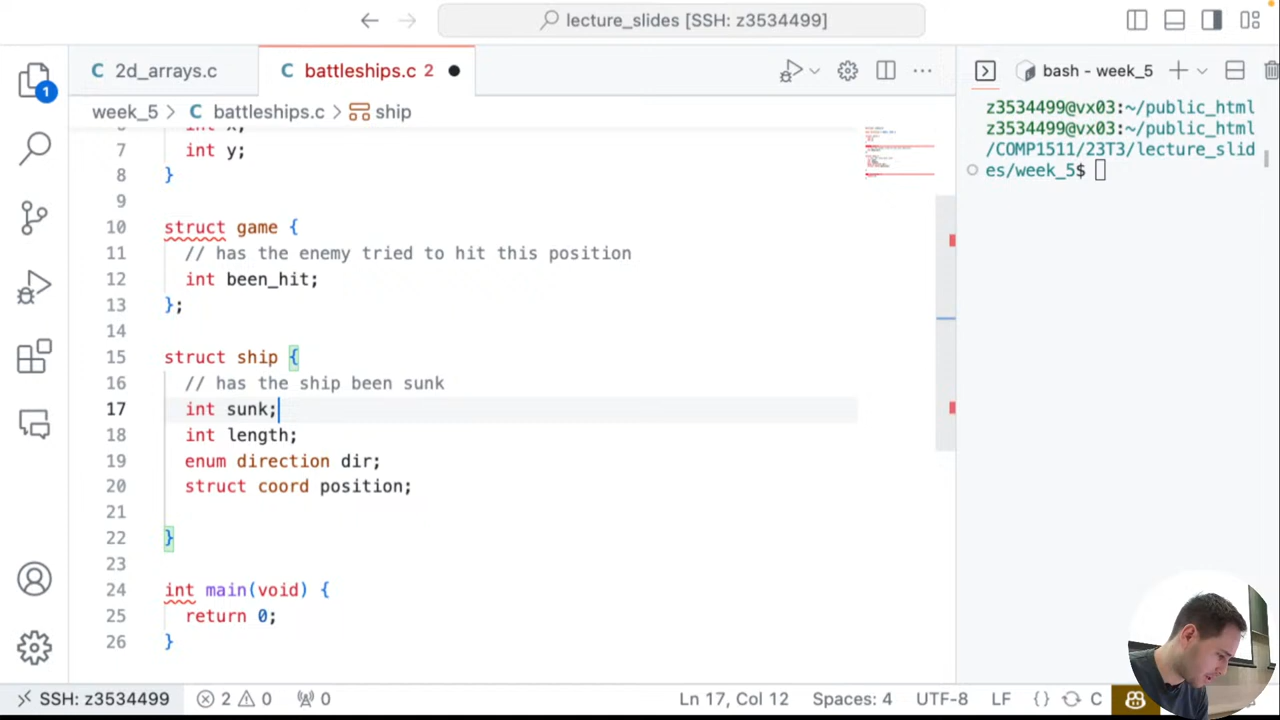 lecture_slides [SSH: z3534499]
C 2d_arrays.c
C battleships.c 2
bash - week_5
1
week_5 > C battleships.c > ship
int x;
7 int y;
8 }
9
10 struct game {
11 // has the enemy tried to hit this position
12 int been_hit;
13 };
14
15 struct ship {
16 // has the ship been sunk
17 int sunk;
18 int length;
19 enum direction dir;
20 struct coord position;
21
22 }
23
24 int main(void) {
25 return 0;
26 }
z3534499@vx03:~/public_html
z3534499@vx03:~/public_html
/COMP1511/23T3/lecture_slid
es/week_5$
SSH: z3534499 2 0 0 Ln 17, Col 12 Spaces: 4 UTF-8 LF {} C